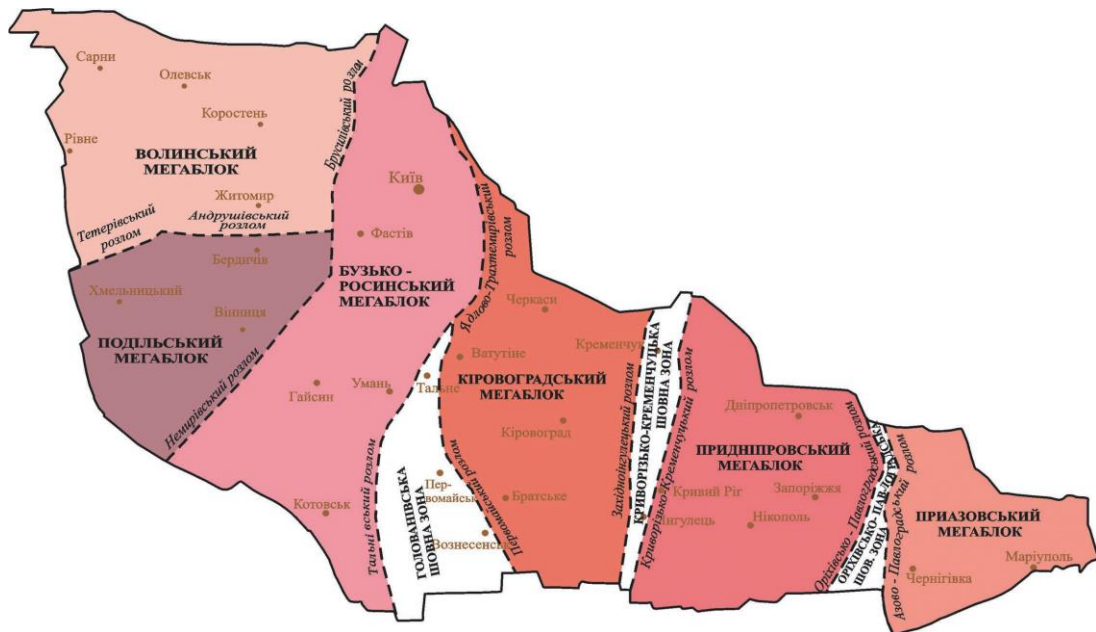 Сарни
Олевськ
Коростень
Рівне
ВОЛИНСЬКИЙ
МЕГАБЛОК
Житомир
Андрушівський
розлом
Тетерівський
розлом
Брусилівський розлом
Київ
Фастів
Бердичів
Хмельницький
Вінниця
ПОДІЛЬСЬКИЙ
МЕГАБЛОК
Немирівський розлом
БУЗЬКО -
РОСИНСЬКИЙ
МЕГАБЛОК
Гайсин
Умань
Котовськ
Ядлово-Трахтемирівський
розлом
Черкаси
Ватутіне
Тальне
КІРОВОГРАДСЬКИЙ
МЕГАБЛОК
Кіровоград
Братське
Пер-
вомайськ
Вознесенськ
Тальнівський розлом
ГОЛОВАНІВСЬКА
ШОВНА ЗОНА
Первомайський розлом
Кременчук
Західноінгулецький розлом
КРИВОРІЗЬКО-КРЕМЕНЧУЦЬКА
ШОВНА ЗОНА
Криворізько-Кременчуцький розлом
Дніпропетровськ
ПРИДНІПРОВСЬКИЙ
МЕГАБЛОК
Кривий Ріг
Запоріжжя
Інгулець
Нікополь
Оріхівсько - Павлоградський розлом
ОРІХІВСЬКО- ПАВЛОГРАДСЬКА
ШОВ. ЗОНА
Азово - Павлоградський розлом
ПРИАЗОВСЬКИЙ
МЕГАБЛОК
Маріуполь
Чернігівка